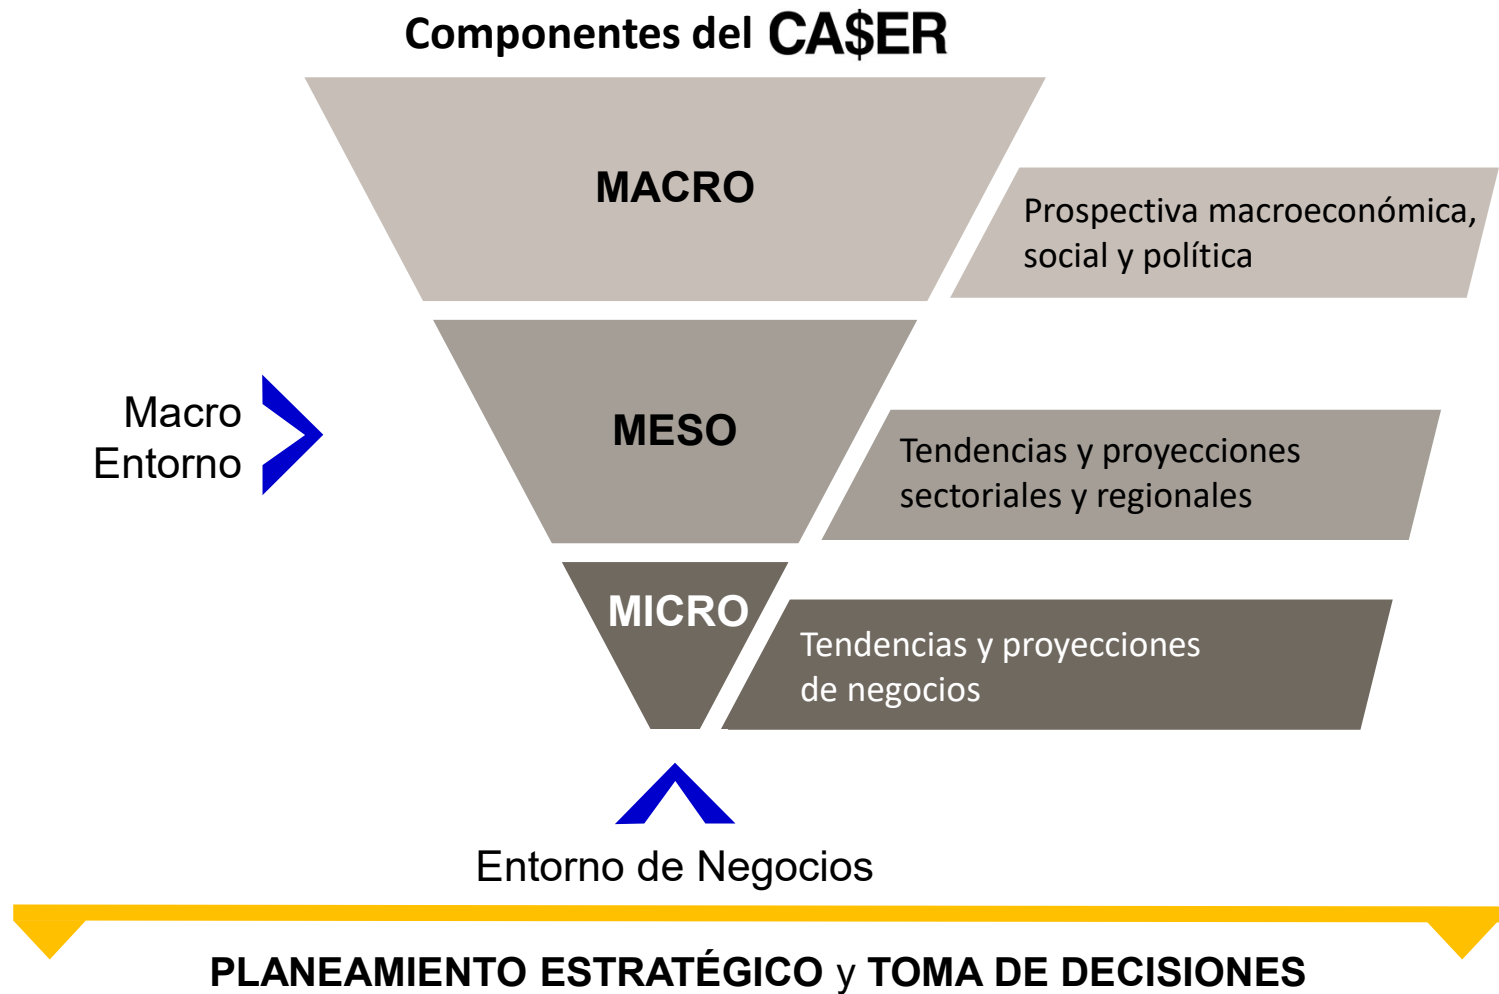 Componentes del CA$ER
MACRO
Prospectiva macroeconómica,
social y política
Macro
Entorno
MESO
Tendencias y proyecciones
sectoriales y regionales
MICRO
Tendencias y proyecciones
de negocios
Entorno de Negocios
PLANEAMIENTO ESTRATÉGICO y TOMA DE DECISIONES